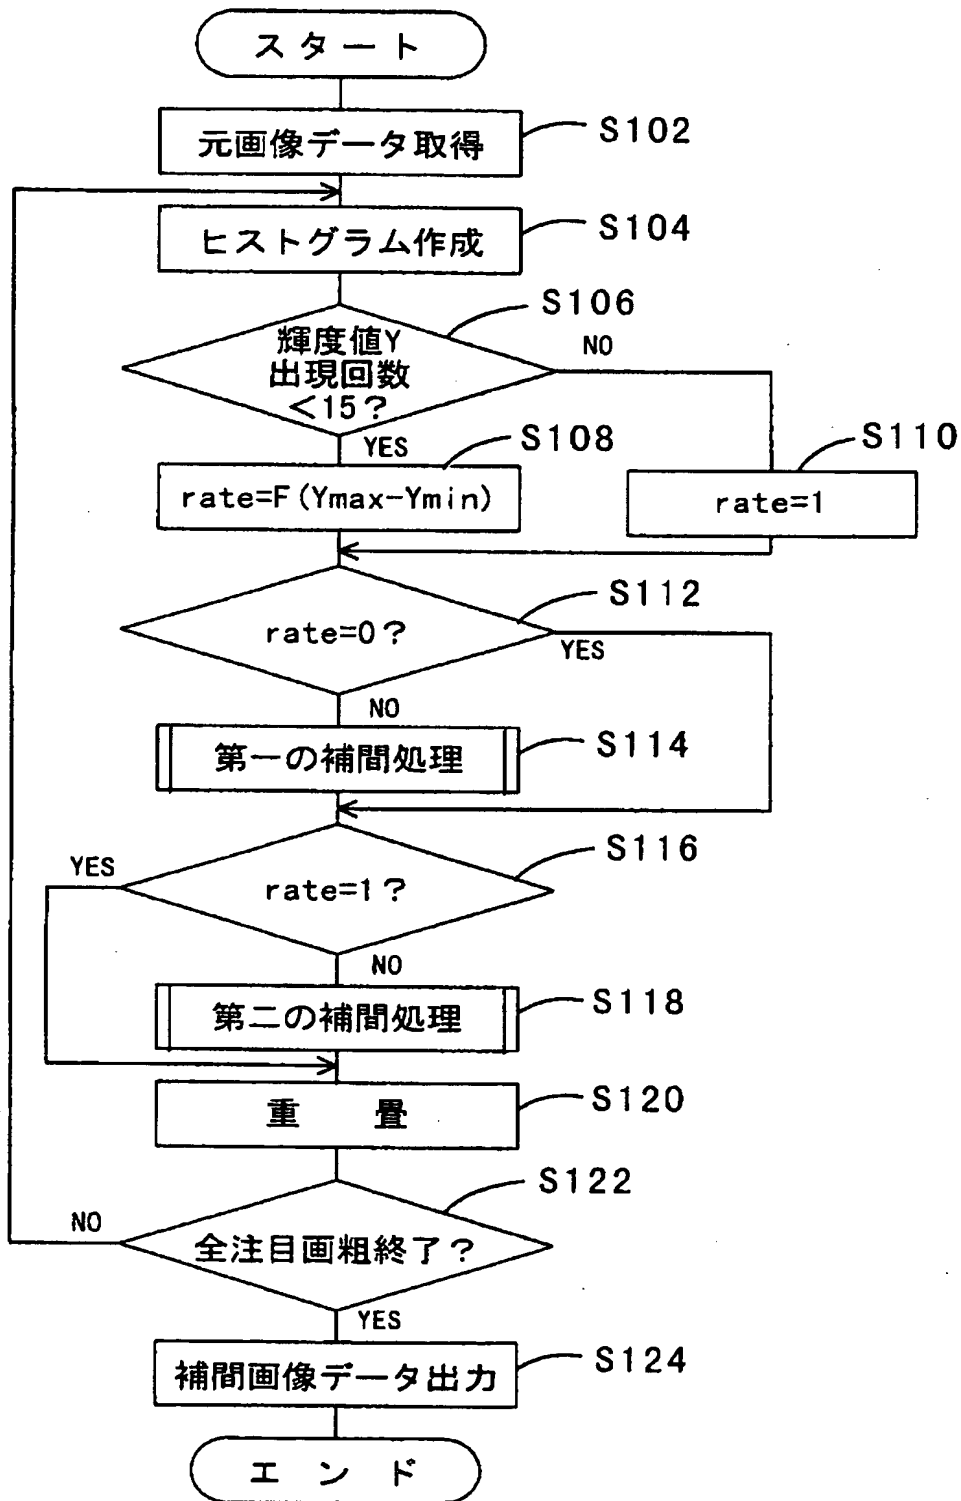 スタート
元画像データ取得
S102
ヒストグラム作成
S104
S106
輝度値Y
出現回数
<15?
NO
YES
S108
rate=F(Ymax-Ymin)
S110
rate=1
S112
rate=0?
YES
NO
第一の補間処理
S114
S116
YES
rate=1?
NO
第二の補間処理
S118
重 畳
S120
S122
NO
全注目画粗終了?
YES
補間画像データ出力
S124
エンド